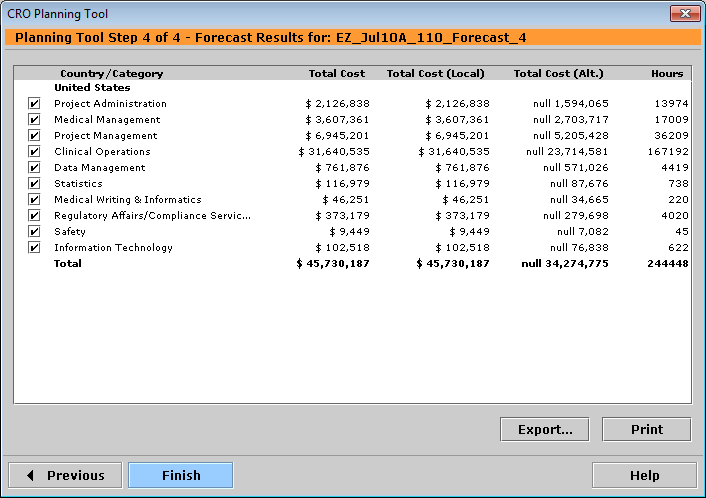 CRO Planning Tool
Planning Tool Step 4 of 4 - Forecast Results for: EZ_Jul10A_110_Forecast_4
Country/Category Total Cost Total Cost (Local) Total Cost (Alt.) Hours
United States
Project Administration $ 2,126,838 $ 2,126,838 null 1,594,065 13974
Medical Management $ 3,607,361 $ 3,607,361 null 2,703,717 17009
Project Management $ 6,945,201 $ 6,945,201 null 5,205,428 36209
Clinical Operations $ 31,640,535 $ 31,640,535 null 23,714,581 167192
Data Management $ 761,876 $ 761,876 null 571,026 4419
Statistics $ 116,979 $ 116,979 null 87,676 738
Medical Writing & Informatics $ 46,251 $ 46,251 null 34,665 220
Regulatory Affairs/Compliance Servic... $ 373,179 $ 373,179 null 279,698 4020
Safety $ 9,449 $ 9,449 null 7,082 45
Information Technology $ 102,518 $ 102,518 null 76,838 622
Total $ 45,730,187 $ 45,730,187 null 34,274,775 244448
Export... Print
Previous Finish Help